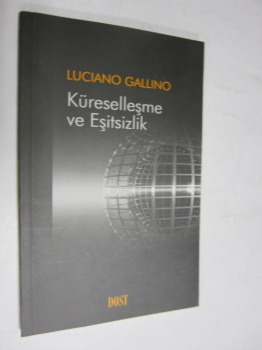 LUCIANO GALLINO
Küreselleşme
ve Eşitsizlik
DOST